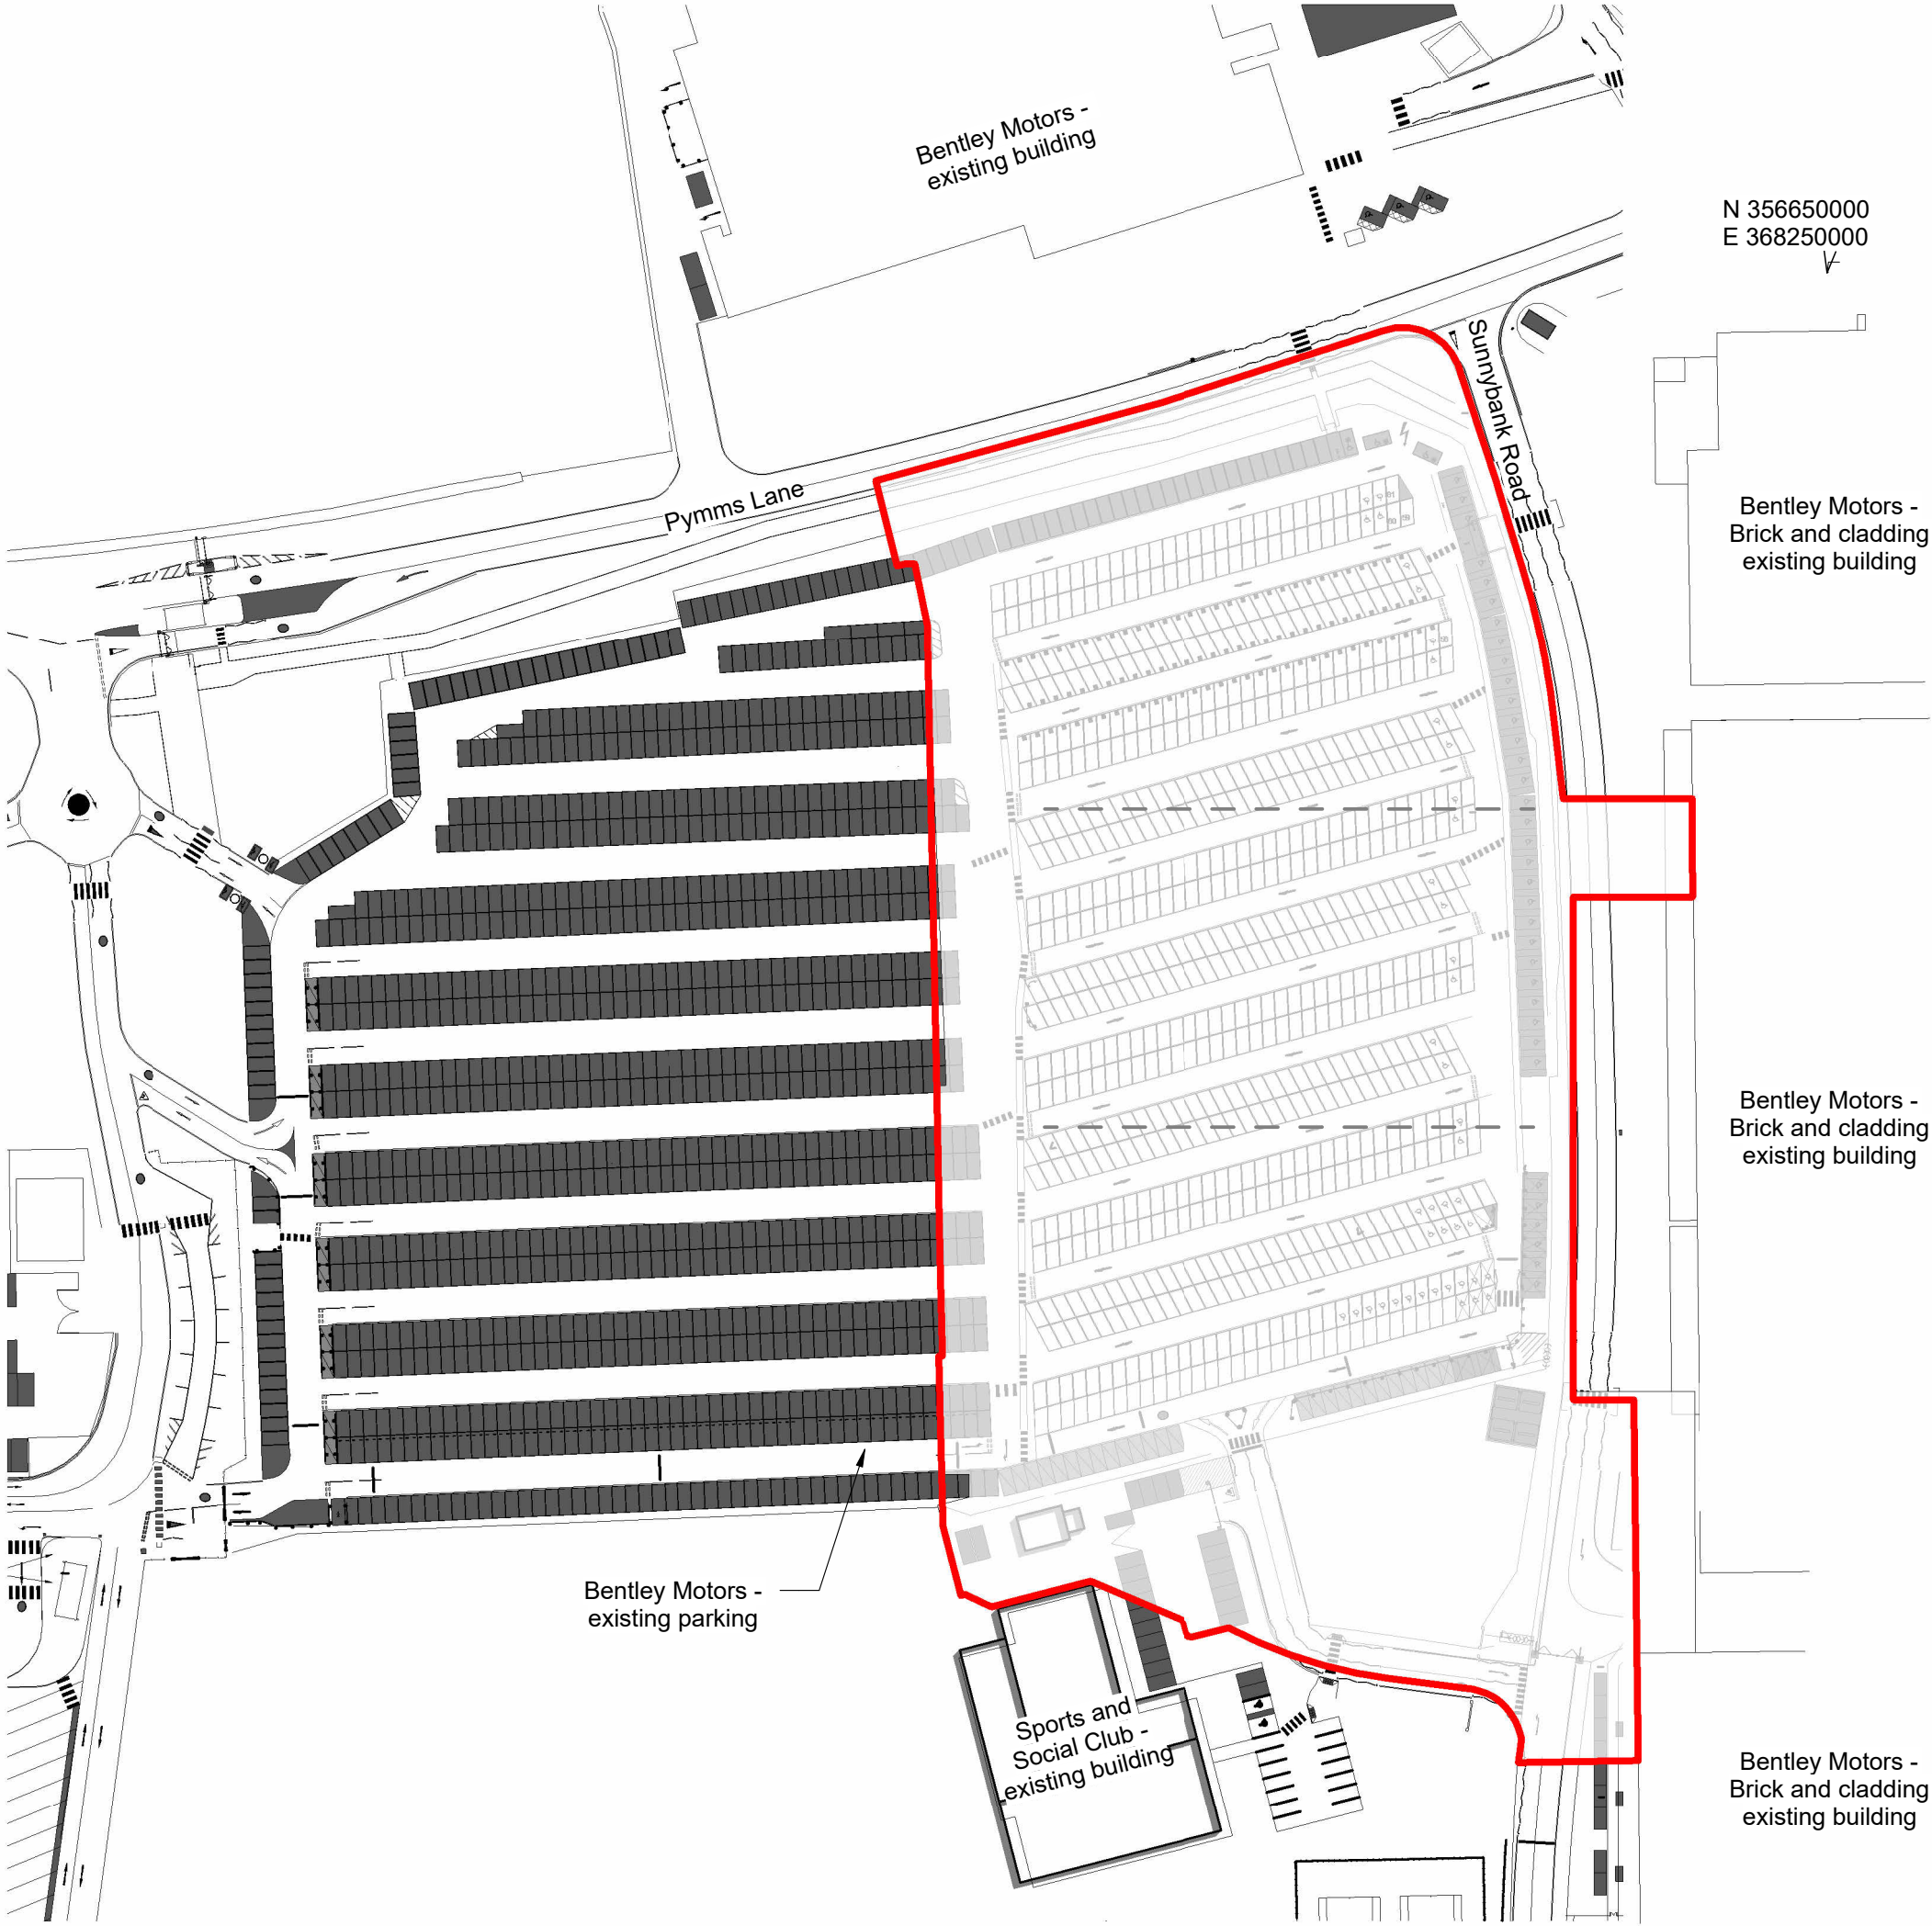 Bentley Motors -
existing building
N 356650000
E 368250000
Sunnybank Road
Pymms Lane
Bentley Motors -
Brick and cladding
existing building
Bentley Motors -
Brick and cladding
existing building
Bentley Motors -
existing parking
Sports and
Social Club -
existing building
Bentley Motors -
Brick and cladding
existing building